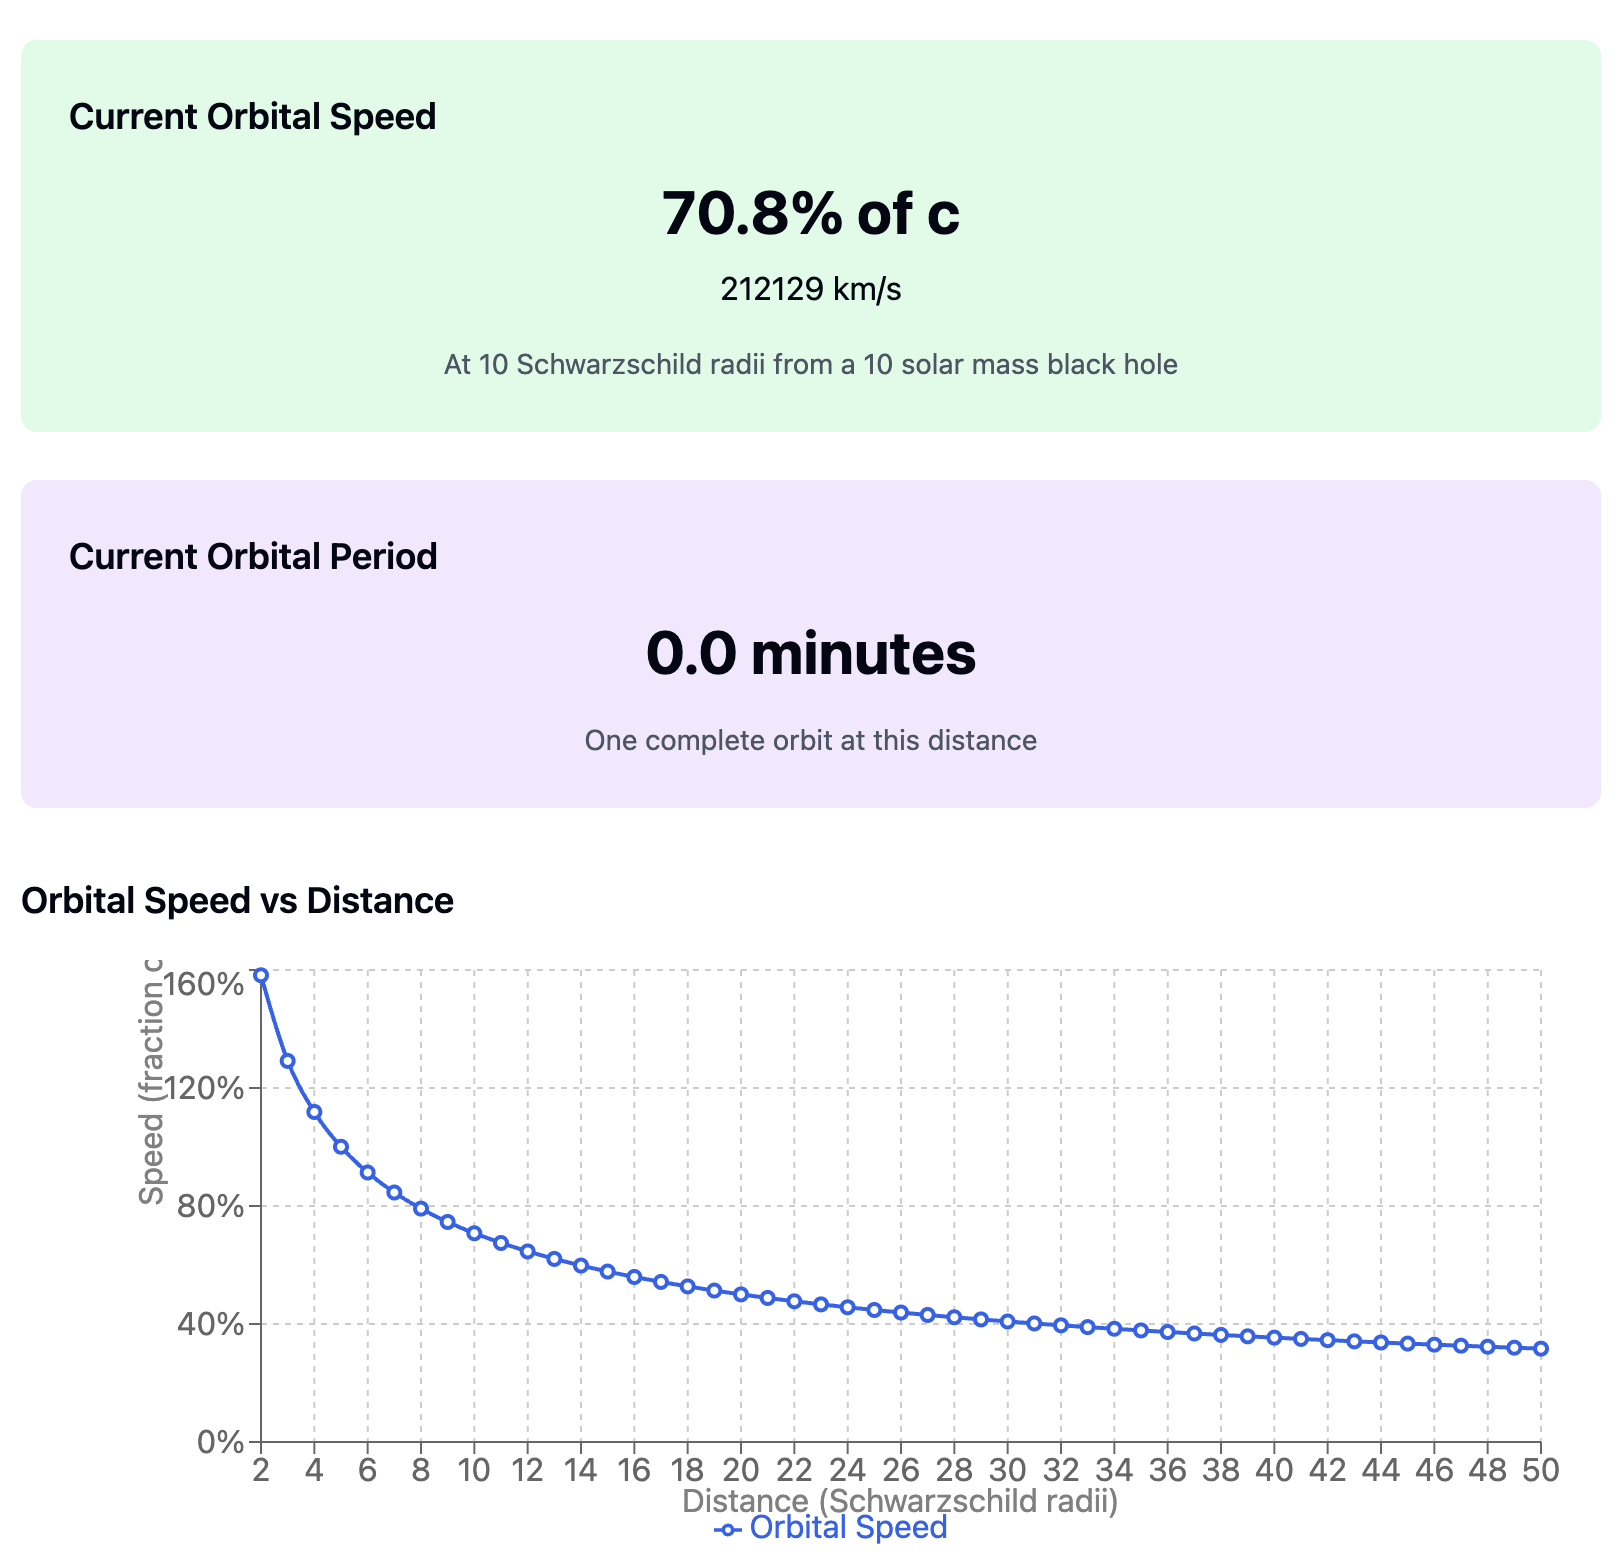 Current Orbital Speed
70.8% of c
212129 km/s
At 10 Schwarzschild radii from a 10 solar mass black hole
Current Orbital Period
0.0 minutes
One complete orbit at this distance
Orbital Speed vs Distance
Speed (fraction c
160%
120%
80%
40%
0%
2 4 6 8 10 12 14 16 18 20 22 24 26 28 30 32 34 36 38 40 42 44 46 48 50
Distance (Schwarzschild radii)
Orbital Speed